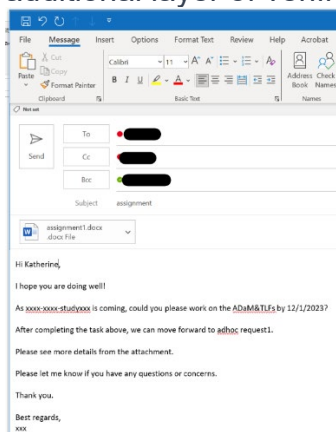 File Message Insert Options Format Text Review Help Acrobat
Cut
Copy
Paste
Format Painter
Clipboard
Calibri 11 A^ A˅ Ap
B I U A
Basic Text
Address Book
Check Names
Names
Not set
Send
To
Cc
Bcc
Subject assignment
assignment1.docx
.docx File
Hi Katherine,
I hope you are doing well!
As xxxx-xxxx-studyxxx is coming, could you please work on the ADaM&TLFs by 12/1/2023?
After completing the task above, we can move forward to adhoc request1.
Please see more details from the attachment.
Please let me know if you have any questions or concerns.
Thank you.
Best regards,
xxx